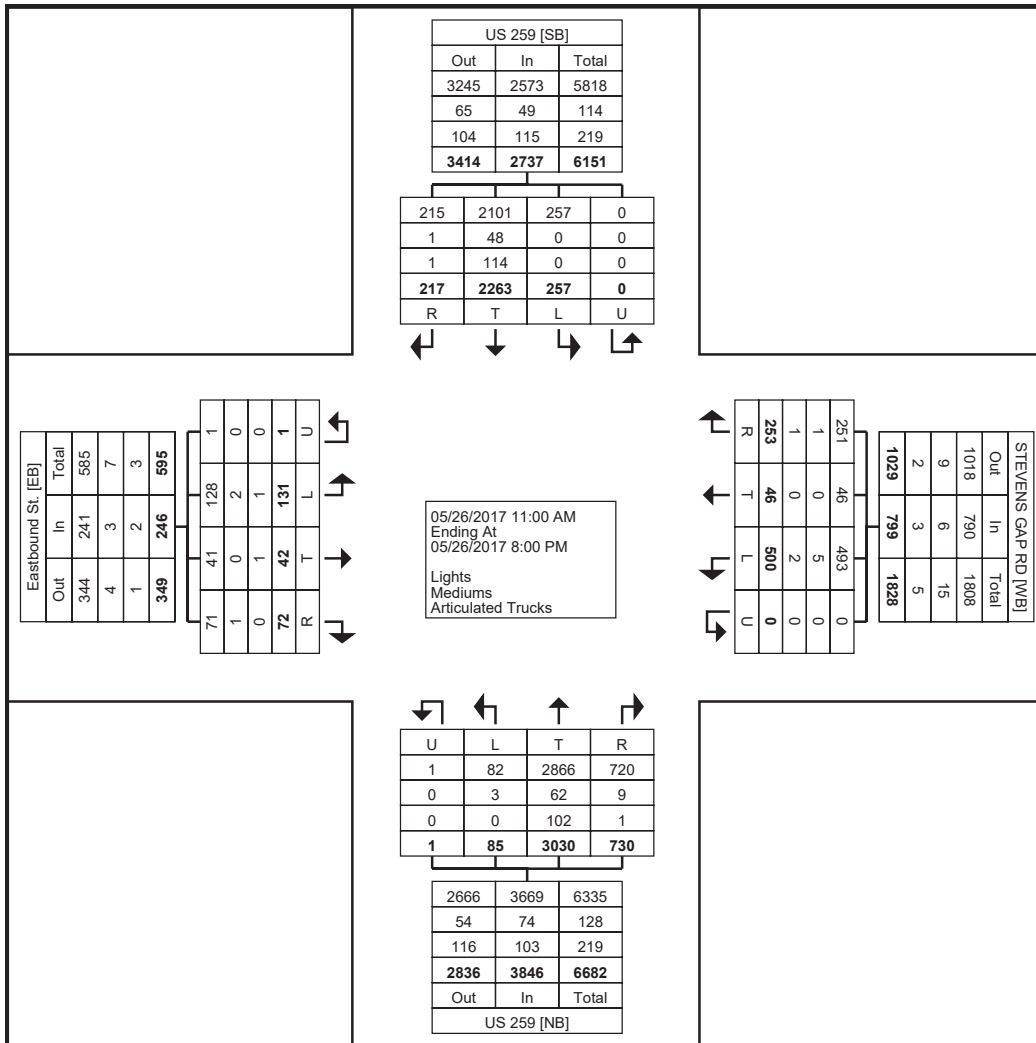 US 259 [SB]
Out In Total
3245 2573 5818
65 49 114
104 115 219
3414 2737 6151
215 2101 257 0
1 48 0 0
1 114 0 0
217 2263 257 0
R T L U
Eastbound St. [EB]
Total In Out
585 241 344
7 3 4
3 2 1
595 246 349
1 128 41 71
0 2 0 1
0 1 1 0
1 131 42 72
U L T R
05/26/2017 11:00 AM
Ending At
05/26/2017 8:00 PM
Lights
Mediums
Articulated Trucks
STEVENS GAP RD [WB]
Out In Total
1018 790 1808
9 6 15
2 3 5
1029 799 1828
251 46 493 0
1 0 5 0
1 0 2 0
253 46 500 0
R T L U
U L T R
1 82 2866 720
0 3 62 9
0 0 102 1
1 85 3030 730
2666 3669 6335
54 74 128
116 103 219
2836 3846 6682
Out In Total
US 259 [NB]